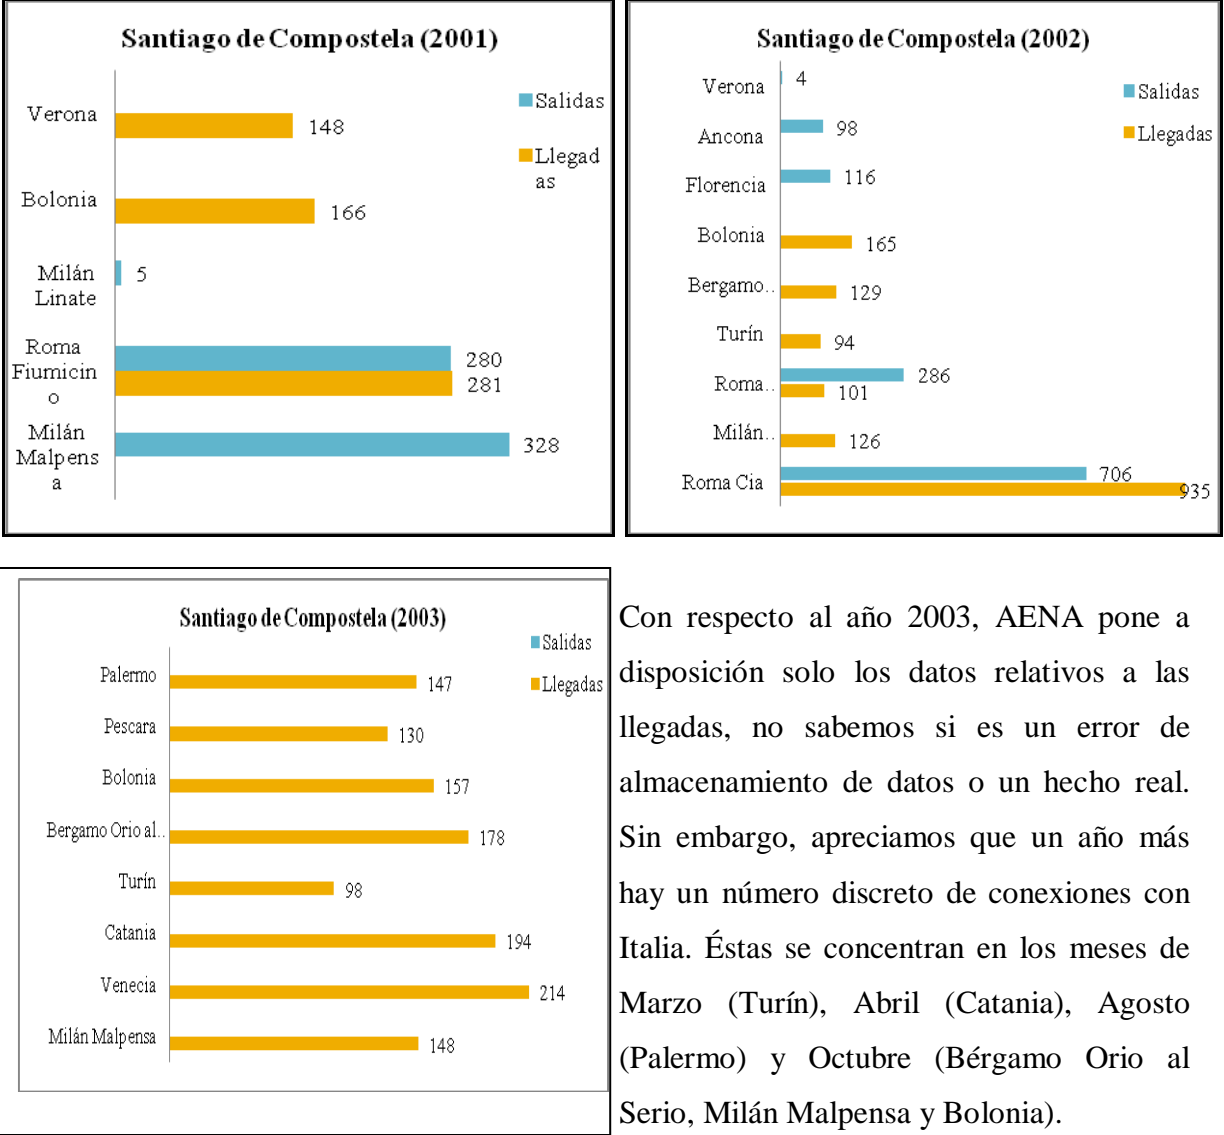 Santiago de Compostela (2001)
Salidas
Llegad
as
Verona
148
Bolonia
166
Milán
Linate
5
Roma
Fiumicin
o
280
281
Milán
Malpens
a
328
Santiago de Compostela (2002)
Salidas
Llegadas
Verona
4
Ancona
98
Florencia
116
Bolonia
165
Bergamo..
129
Turín
94
Roma..
286
101
Milán..
126
Roma Cia
706
935
Santiago de Compostela (2003)
Salidas
Llegadas
Palermo
147
Pescara
130
Bolonia
157
Bergamo Orio al..
178
Turín
98
Catania
194
Venecia
214
Milán Malpensa
148
Con respecto al año 2003, AENA pone a
disposición solo los datos relativos a las
llegadas, no sabemos si es un error de
almacenamiento de datos o un hecho real.
Sin embargo, apreciamos que un año más
hay un número discreto de conexiones con
Italia. Éstas se concentran en los meses de
Marzo (Turín), Abril (Catania), Agosto
(Palermo) y Octubre (Bérgamo Orio al
Serio, Milán Malpensa y Bolonia).